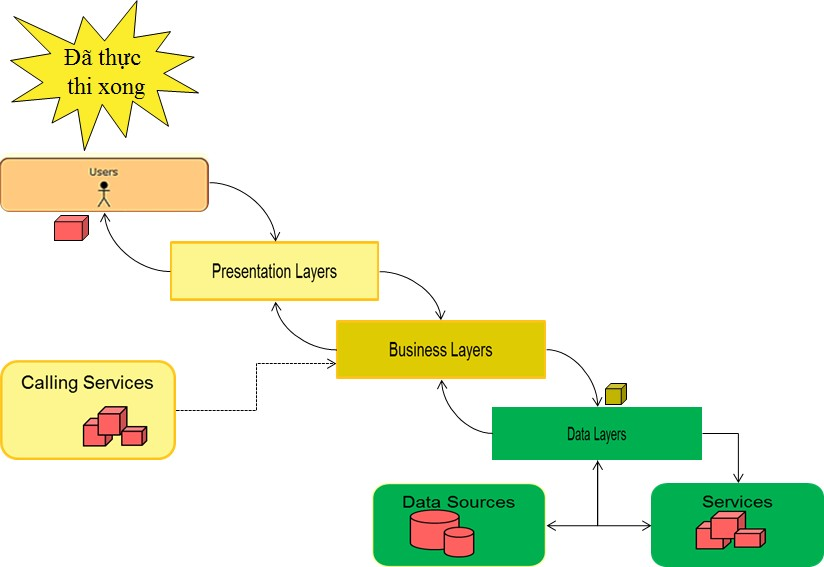 Đã thực
thi xong
Users
Presentation Layers
Business Layers
Calling Services
Data Layers
Data Sources
Services